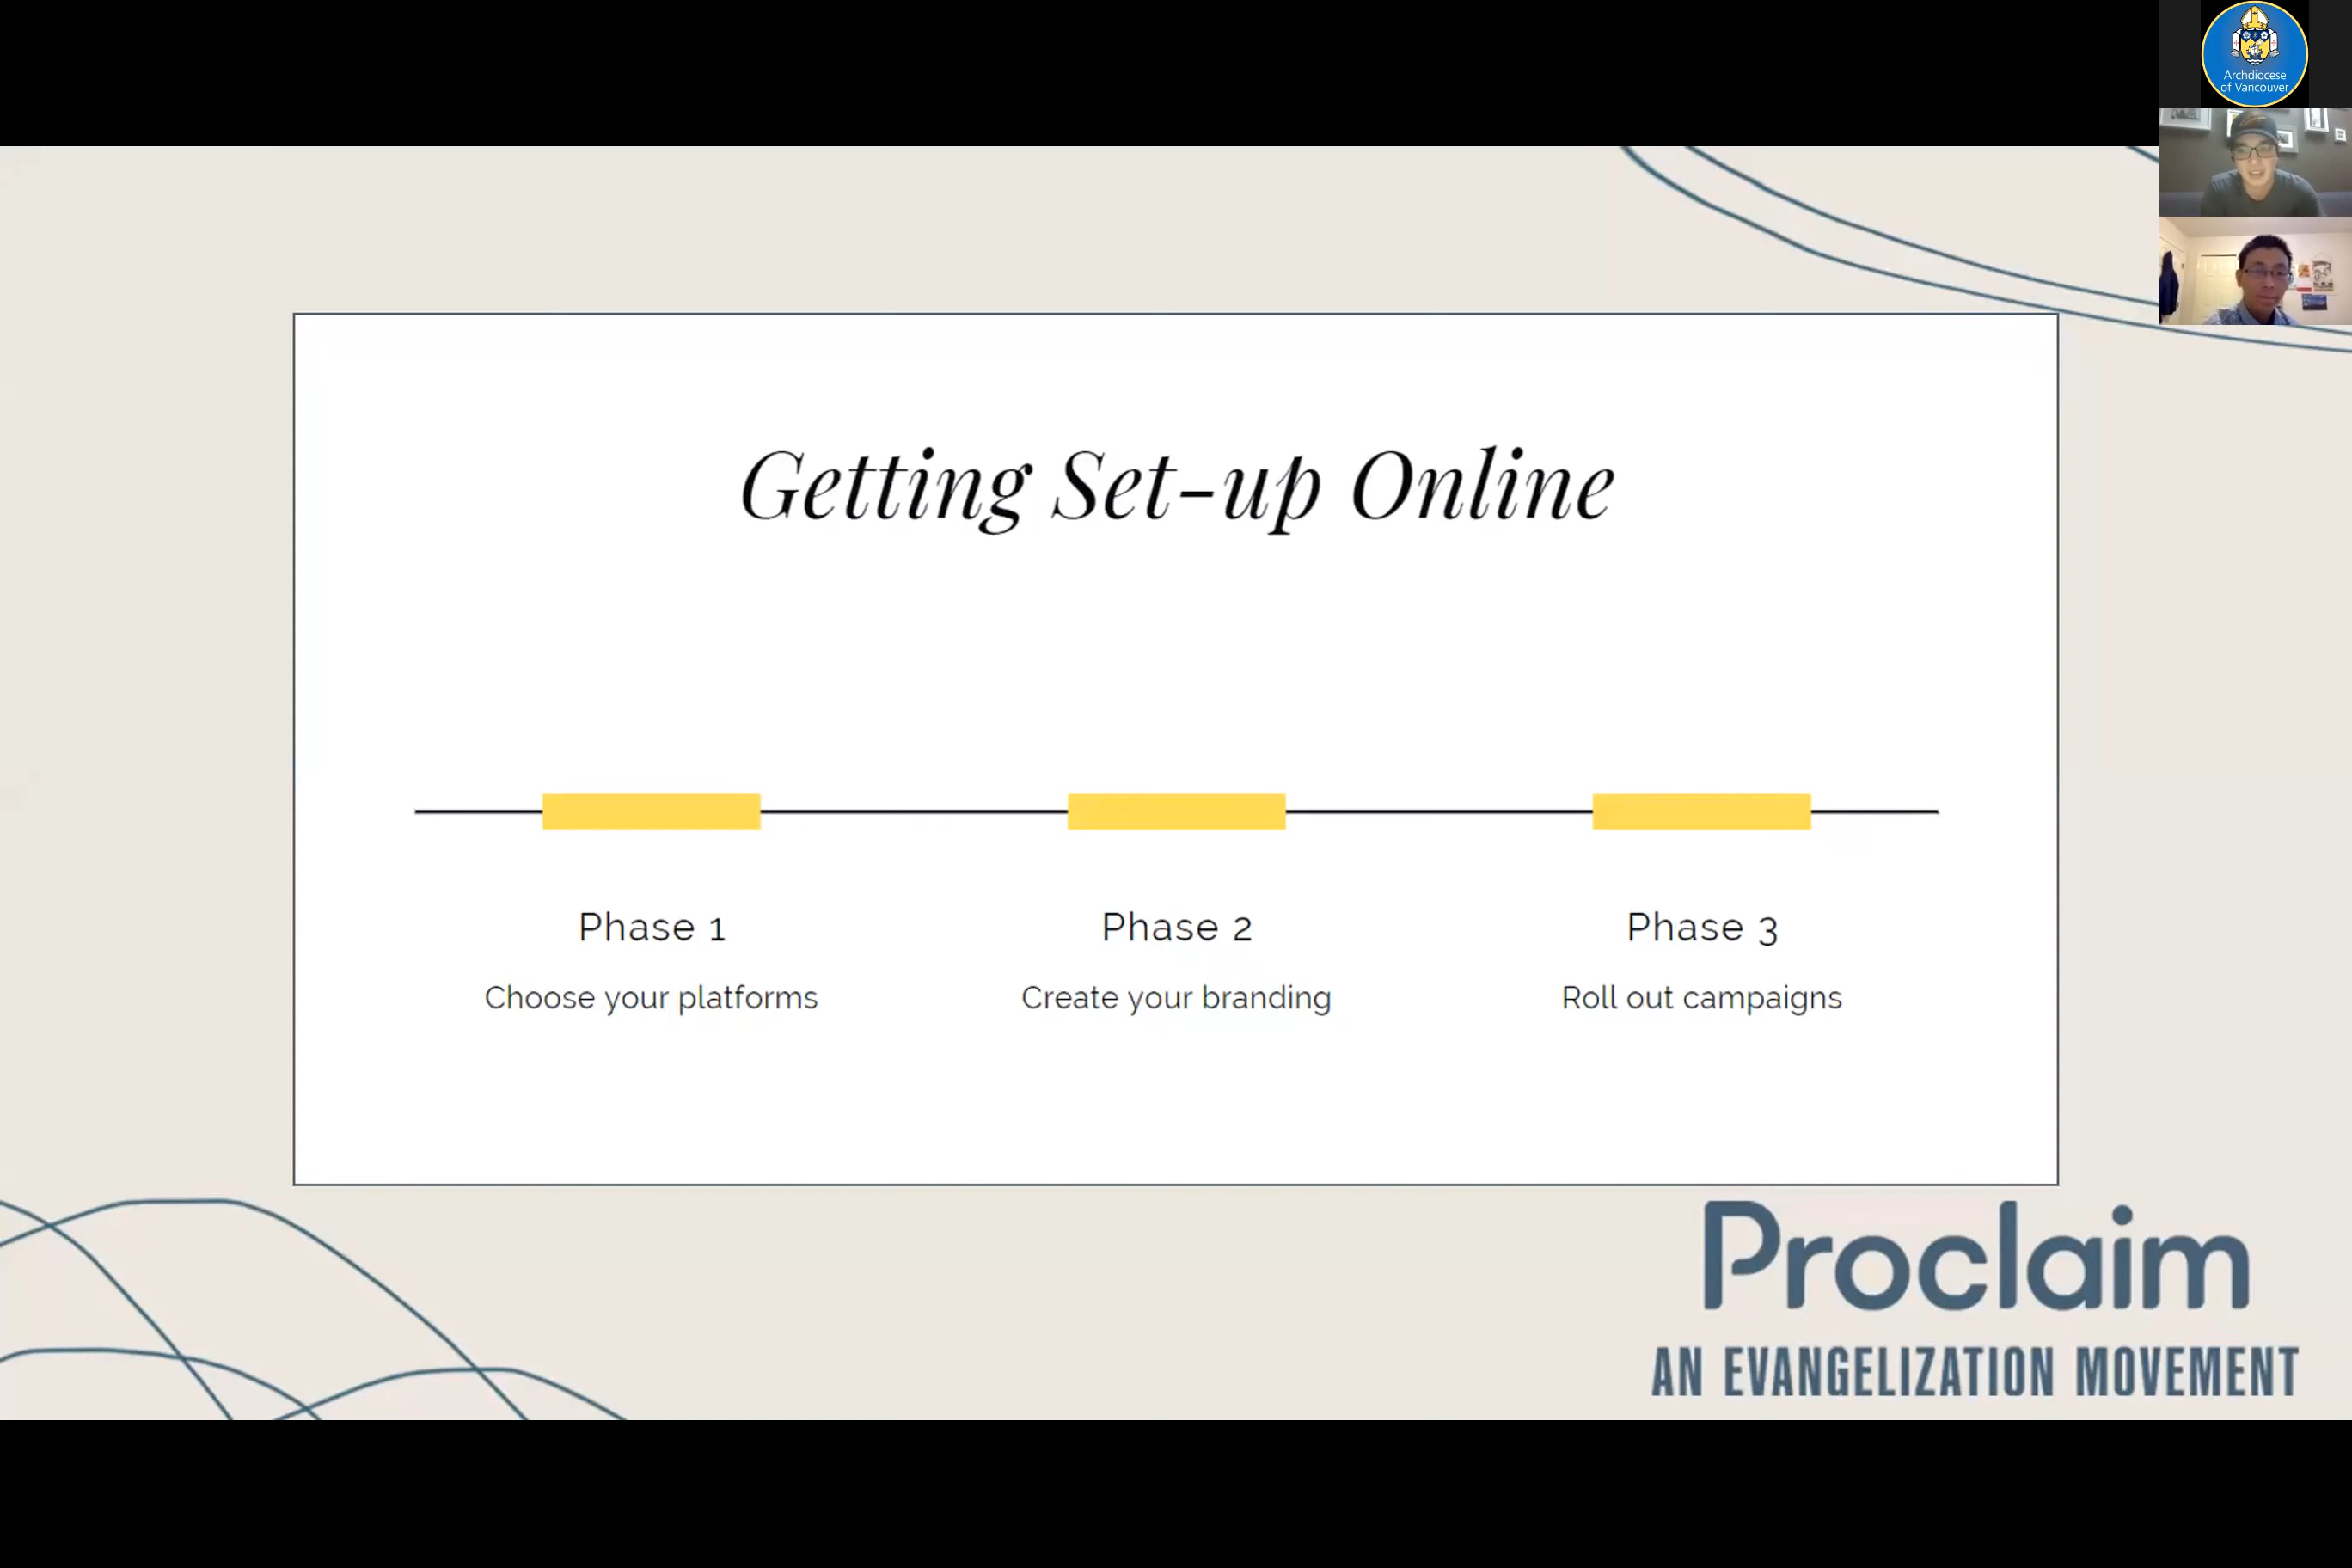 Archdiocese
of Vancouver
Getting Set-up Online
Phase 1
Choose your platforms
Phase 2
Create your branding
Phase 3
Roll out campaigns
Proclaim
AN EVANGELIZATION MOVEMENT